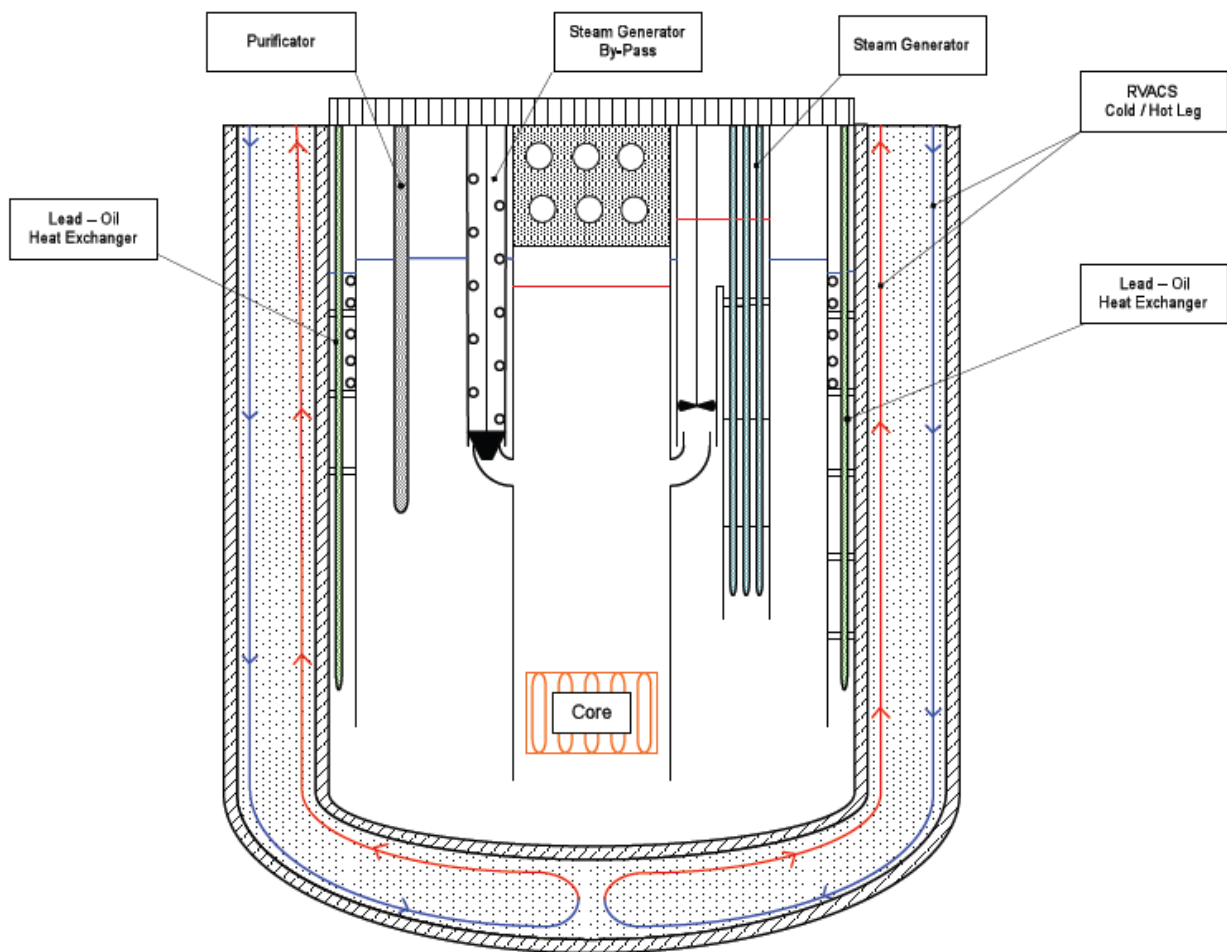 Purificator
Steam Generator
By-Pass
Steam Generator
RVACS
Cold / Hot Leg
Lead – Oil
Heat Exchanger
Lead – Oil
Heat Exchanger
Core